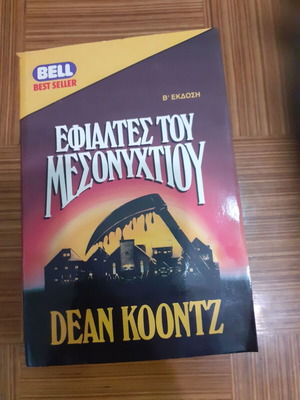 BELL
BEST SELLER
Β' ΕΚΔΟΣΗ
ΕΦΙΑΛΤΕΣ ΤΟΥ
ΜΕΣΟΝΥΧΤΙΟΥ
DEAN KOONTZ